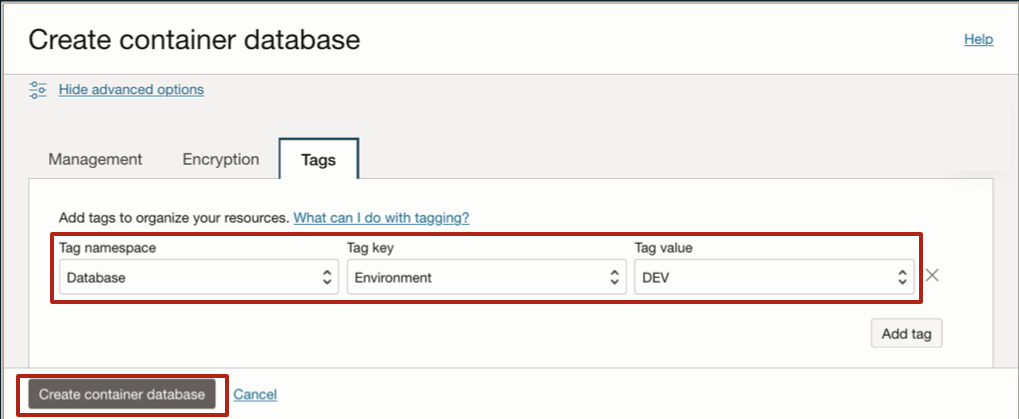 Create container database
Help
Hide advanced options
Management Encryption Tags
Add tags to organize your resources. What can I do with tagging?
Tag namespace Tag key Tag value
Database Environment DEV
Add tag
Create container database Cancel